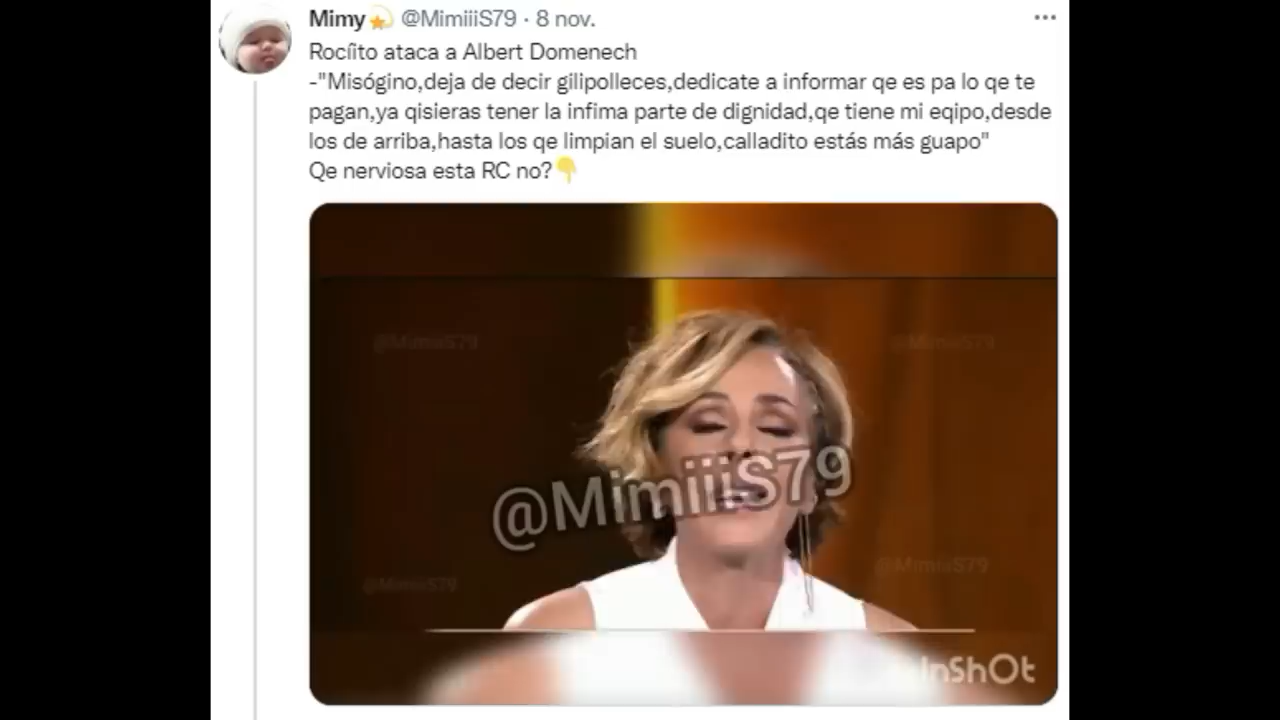 Mimy @MimiiiS79 · 8 nov.
Rocíito ataca a Albert Domenech
-"Misógino,deja de decir gilipolleces,dedicate a informar qe es pa lo qe te
pagan,ya qisieras tener la infima parte de dignidad,qe tiene mi eqipo,desde
los de arriba,hasta los qe limpian el suelo,calladito estás más guapo"
Qe nerviosa esta RC no?
@MimiiiS79
@MimiiiS79
@MimiiiS79
@MimiiiS79
@MimiiiS79
InShOt